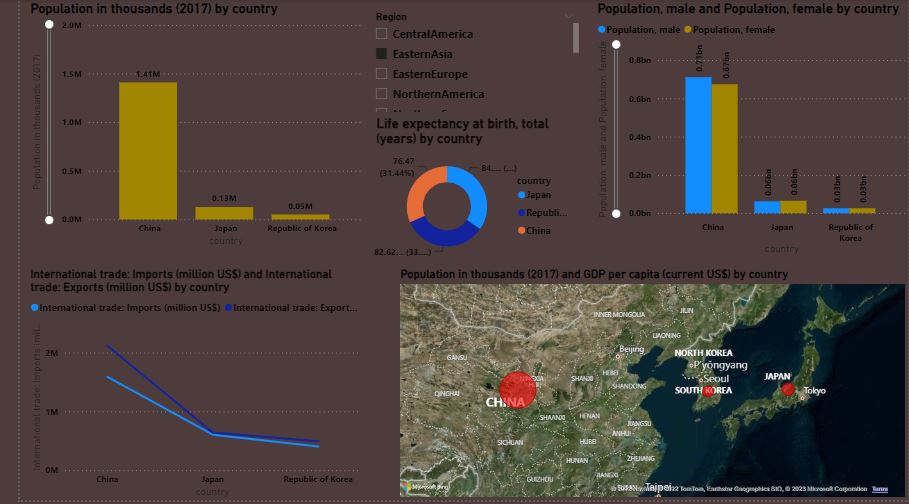 Population in thousands (2017) by country
2.0M
1.5M
1.0M
0.5M
0.0M
Population in thousands (2017)
1.41M
0.13M
0.05M
China
Japan
Republic of Korea
country
Region
CentralAmerica
EasternAsia
EasternEurope
NorthernAmerica
Life expectancy at birth, total
(years) by country
76.47
(31.44%)
84.... (...)
82.62... (33....)
country
Japan
Republi...
China
Population, male and Population, female by country
Population, male
Population, female
Population, male and Population, female
0.8bn
0.6bn
0.4bn
0.2bn
0.0bn
0.71bn
0.67bn
0.06bn
0.06bn
0.03bn
0.03bn
China
Japan
Republic of
Korea
country
International trade: Imports (million US$) and International
trade: Exports (million US$) by country
International trade: Imports (million US$)
International trade: Export...
International trade: Imports (mil...
2M
1M
0M
China
Japan
Republic of Korea
country
Population in thousands (2017) and GDP per capita (current US$) by country
INNER MONGOLIA
JILIN
LIAONING
Beijing
NORTH KOREA
P'yŏngyang
Seoul
SOUTH KOREA
JAPAN
Tokyo
GANSU
QINGHAI
CHINA
SHANXI
HEBEI
SHANDONG
SHAANXI
HENAN
JIANGSU
ANHUI
SICHUAN
HUBEI
ZHEJIANG
HUNAN
JIANGXI
GUIZHOU
Taipei
Microsoft Bing
2022 TomTom, Earthstar Geographics SIO, © 2023 Microsoft Corporation
Terms